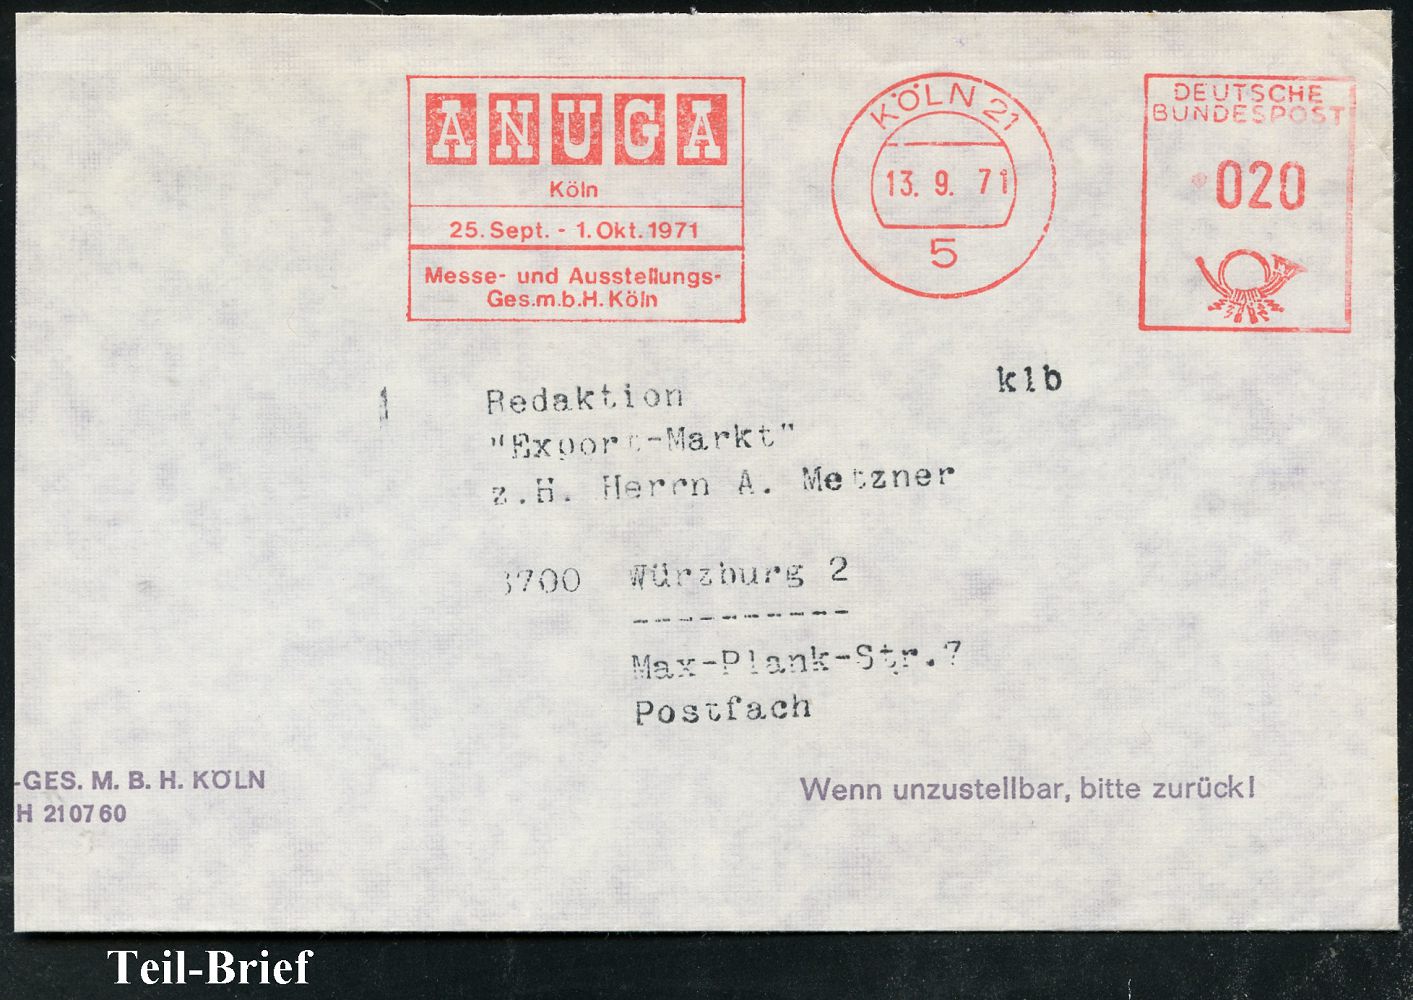 ANUGA
Köln
25. Sept. - 1. Okt. 1971
Messe- und Ausstellungs-
Ges.m.b.H. Köln
KÖLN 21
13. 9. 71
5
DEUTSCHE
BUNDESPOST
020
klb
Redaktion
"Export-Markt"
z.H. Herrn A. Metzner
8700 Würzburg 2
----------
Max-Plank-Str.7
Postfach
-GES. M. B. H. KÖLN
H 210760
Wenn unzustellbar, bitte zurück!
Teil-Brief